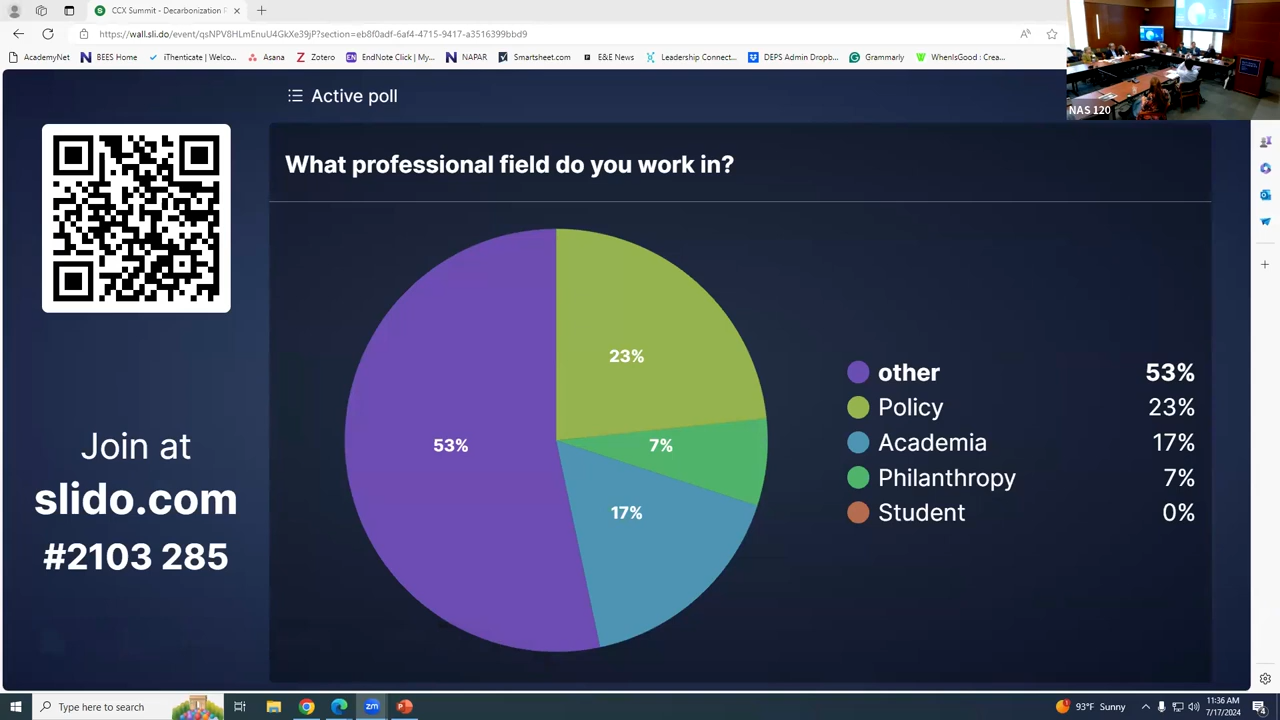 CCX Summit - Decarbonization P
https://wall.sli.do/event/qsNPV8HLmEnuU4GkXe39jP?section=eb8f0adf-6af4-4715-9417-a3516399bbd9
AcademyNet BEES Home iThenticate | Welco... Asana Zotero EndNote Click | My... NAPAR Smartsheet.com E&E News Leadership Connect... DEPS Admin Dropb... Grammarly WhenIsGood : Crea...
NAS 120
Active poll
What professional field do you work in?
23%
53%
7%
17%
other 53%
Policy 23%
Academia 17%
Philanthropy 7%
Student 0%
Join at
slido.com
#2103 285
Type here to search
93°F Sunny
11:36 AM
7/17/2024
4